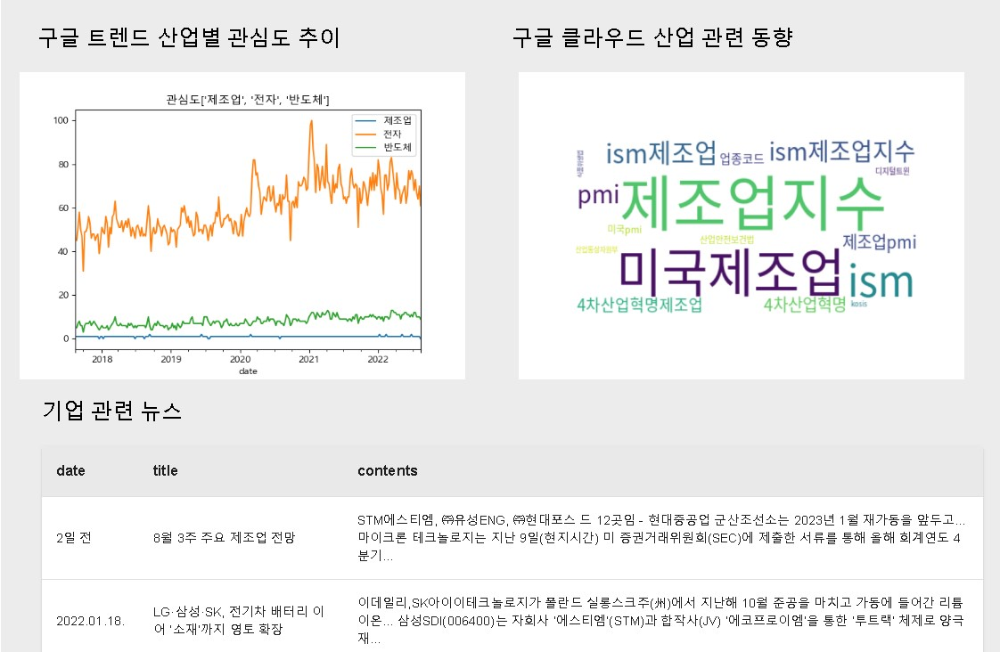 구글 트렌드 산업별 관심도 추이
구글 클라우드 산업 관련 동향
관심도['제조업', '전자', '반도체']
제조업
전자
반도체
100
80
60
40
20
0
2018 2019 2020 2021 2022
date
ism제조업 업종코드 ism제조업지수
디지털트윈
pmi 제조업지수
미국pmi
산업안전보건법
제조업pmi
산업통상자원부
미국제조업 ism
4차산업혁명제조업 4차산업혁명 kosis
기업 관련 뉴스
date title contents
STM에스티엠, ㈜유성ENG, ㈜현대포스 드 12곳임 - 현대중공업 군산조선소는 2023년 1월 재가동을 앞두고...
2일 전 8월 3주 주요 제조업 전망 마이크론 테크놀로지는 지난 9일(현지시간) 미 증권거래위원회(SEC)에 제출한 서류를 통해 올해 회계연도 4
분기...
이데일리,SK아이이테크놀로지가 폴란드 실롱스크주(州)에서 지난해 10월 준공을 마치고 가동에 들어간 리튬
2022.01.18. LG·삼성·SK, 전기차 배터리 이어 '소재'까지 영토 확장 이온... 삼성SDI(006400)는 자회사 '에스티엠'(STM)과 합작사(JV) '에코프로이엠'을 통한 '투트랙' 체제로 양극
재...